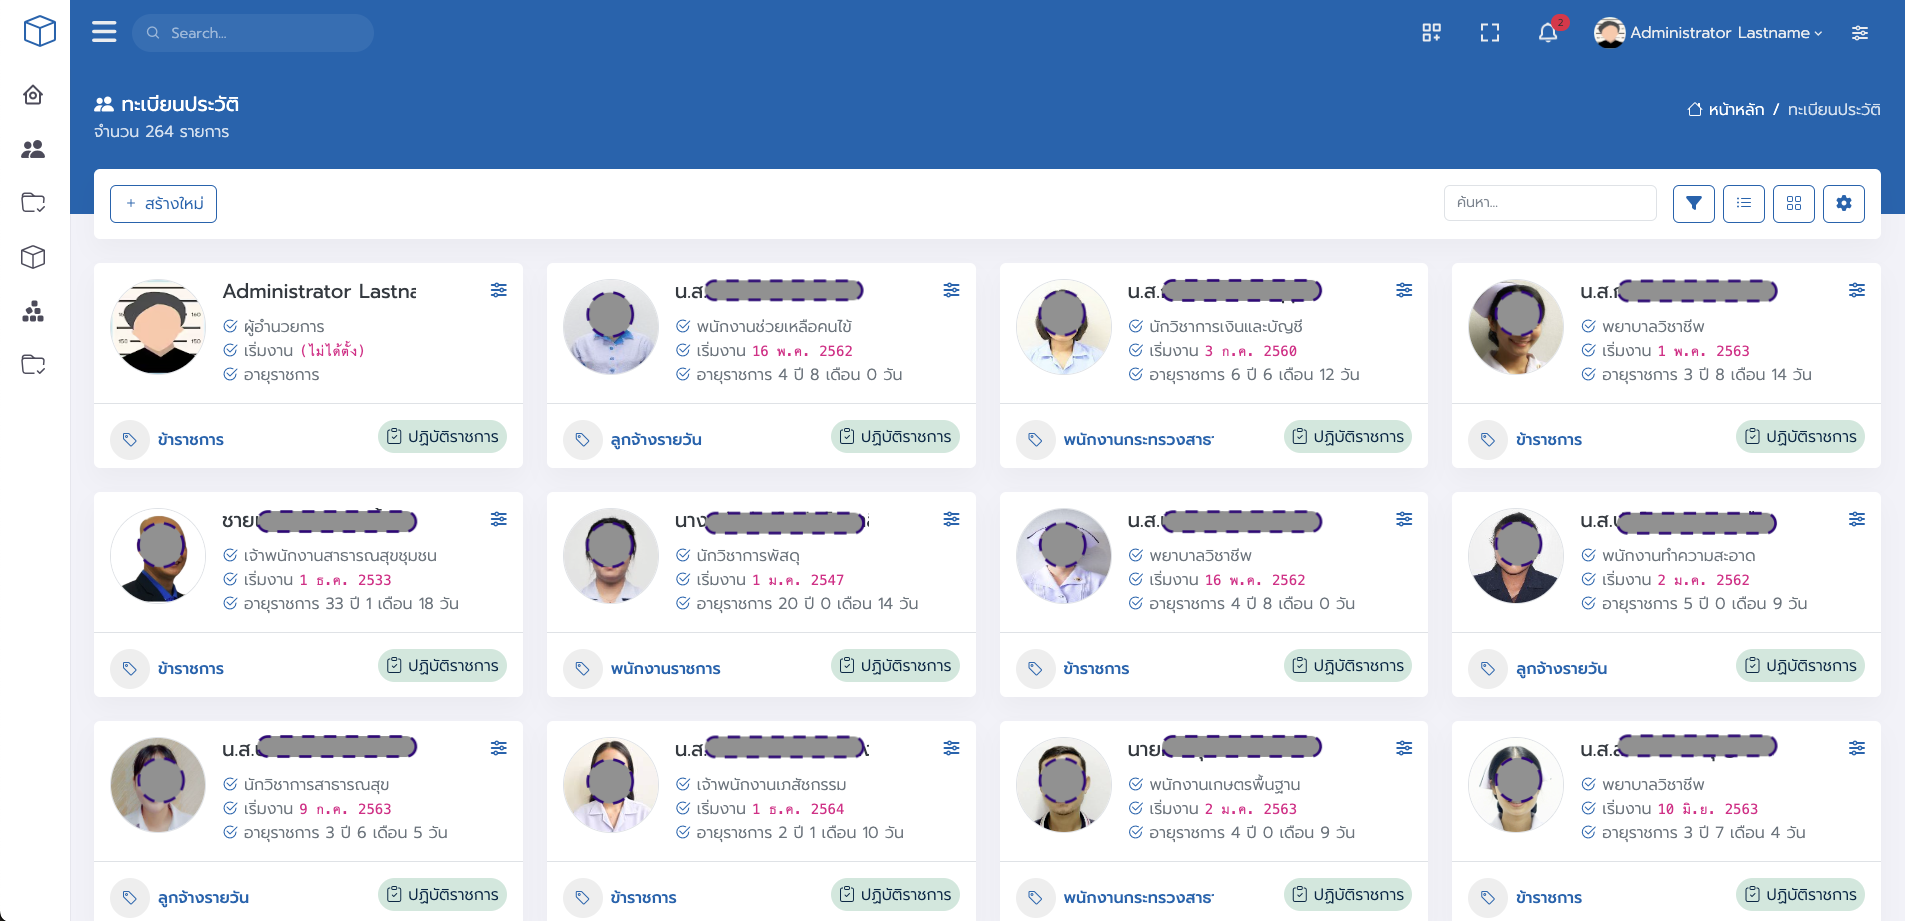 Search...
2
Administrator Lastname
ทะเบียนประวัติ
จำนวน 264 รายการ
หน้าหลัก / ทะเบียนประวัติ
+ สร้างใหม่
ค้นหา...
Administrator Lastna
ผู้อำนวยการ
เริ่มงาน (ไม่ได้ตั้ง)
อายุราชการ
ข้าราชการ
ปฏิบัติราชการ
น.ส.
พนักงานช่วยเหลือคนไข้
เริ่มงาน 16 พ.ค. 2562
อายุราชการ 4 ปี 8 เดือน 0 วัน
ลูกจ้างรายวัน
ปฏิบัติราชการ
น.ส.
นักวิชาการเงินและบัญชี
เริ่มงาน 3 ก.ค. 2560
อายุราชการ 6 ปี 6 เดือน 12 วัน
พนักงานกระทรวงสาธ
ปฏิบัติราชการ
น.ส.
พยาบาลวิชาชีพ
เริ่มงาน 1 พ.ค. 2563
อายุราชการ 3 ปี 8 เดือน 14 วัน
ข้าราชการ
ปฏิบัติราชการ
ชาย
เจ้าพนักงานสาธารณสุขชุมชน
เริ่มงาน 1 ธ.ค. 2533
อายุราชการ 33 ปี 1 เดือน 18 วัน
ข้าราชการ
ปฏิบัติราชการ
นาง
นักวิชาการพัสดุ
เริ่มงาน 1 ม.ค. 2547
อายุราชการ 20 ปี 0 เดือน 14 วัน
พนักงานราชการ
ปฏิบัติราชการ
น.ส.
พยาบาลวิชาชีพ
เริ่มงาน 16 พ.ค. 2562
อายุราชการ 4 ปี 8 เดือน 0 วัน
ข้าราชการ
ปฏิบัติราชการ
น.ส.
พนักงานทำความสะอาด
เริ่มงาน 2 ม.ค. 2562
อายุราชการ 5 ปี 0 เดือน 9 วัน
ลูกจ้างรายวัน
ปฏิบัติราชการ
น.ส.
นักวิชาการสาธารณสุข
เริ่มงาน 9 ก.ค. 2563
อายุราชการ 3 ปี 6 เดือน 5 วัน
ลูกจ้างรายวัน
ปฏิบัติราชการ
น.ส.
เจ้าพนักงานเภสัชกรรม
เริ่มงาน 1 ธ.ค. 2564
อายุราชการ 2 ปี 1 เดือน 10 วัน
ข้าราชการ
ปฏิบัติราชการ
นาย
พนักงานเกษตรพื้นฐาน
เริ่มงาน 2 ม.ค. 2563
อายุราชการ 4 ปี 0 เดือน 9 วัน
พนักงานกระทรวงสาธ
ปฏิบัติราชการ
น.ส.
พยาบาลวิชาชีพ
เริ่มงาน 10 มิ.ย. 2563
อายุราชการ 3 ปี 7 เดือน 4 วัน
ข้าราชการ
ปฏิบัติราชการ